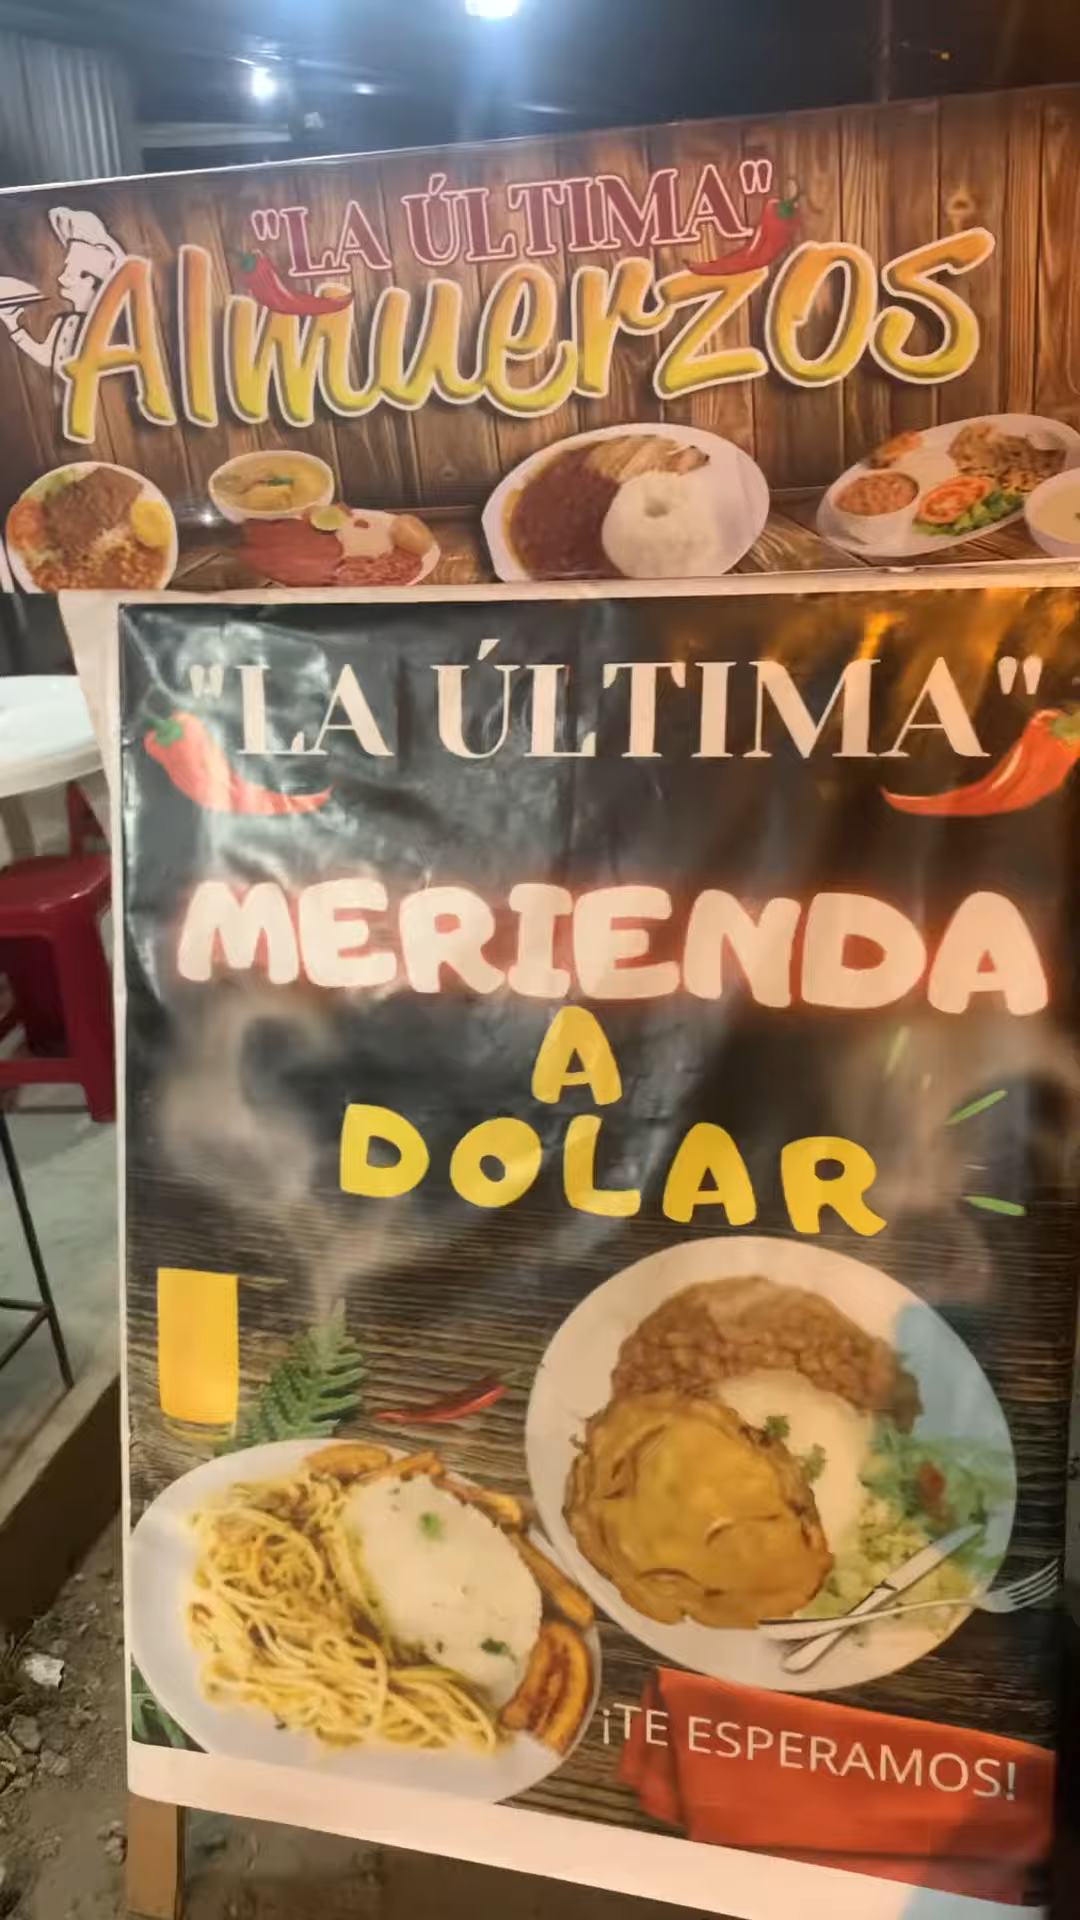 "LA ÚLTIMA"
Almuerzos
"LA ÚLTIMA"
MERIENDA
A
DOLAR
¡TE ESPERAMOS!